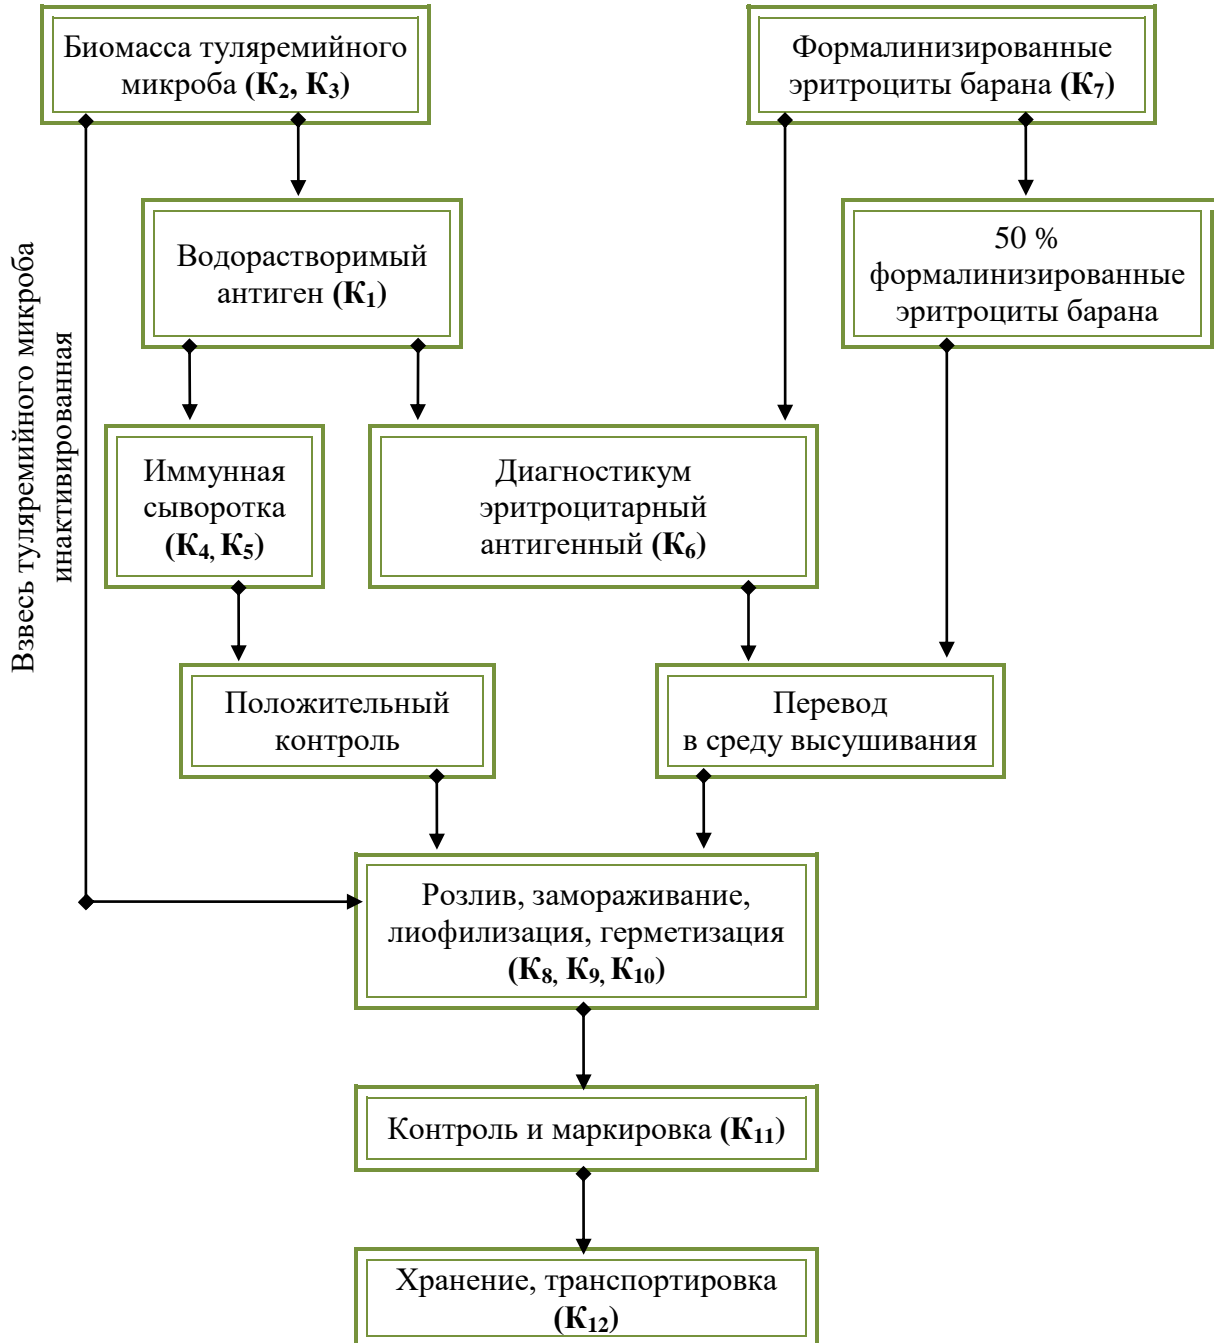 Биомасса туляремийного
микроба (К2, К3)
Формалинизированные
эритроциты барана (К7)
Взвесь туляремийного микроба
инактивированная
Водорастворимый
антиген (К1)
50 %
формалинизированные
эритроциты барана
Иммунная
сыворотка
(К4, К5)
Диагностикум
эритроцитарный
антигенный (К6)
Положительный
контроль
Перевод
в среду высушивания
Розлив, замораживание,
лиофилизация, герметизация
(К8, К9, К10)
Контроль и маркировка (К11)
Хранение, транспортировка
(К12)